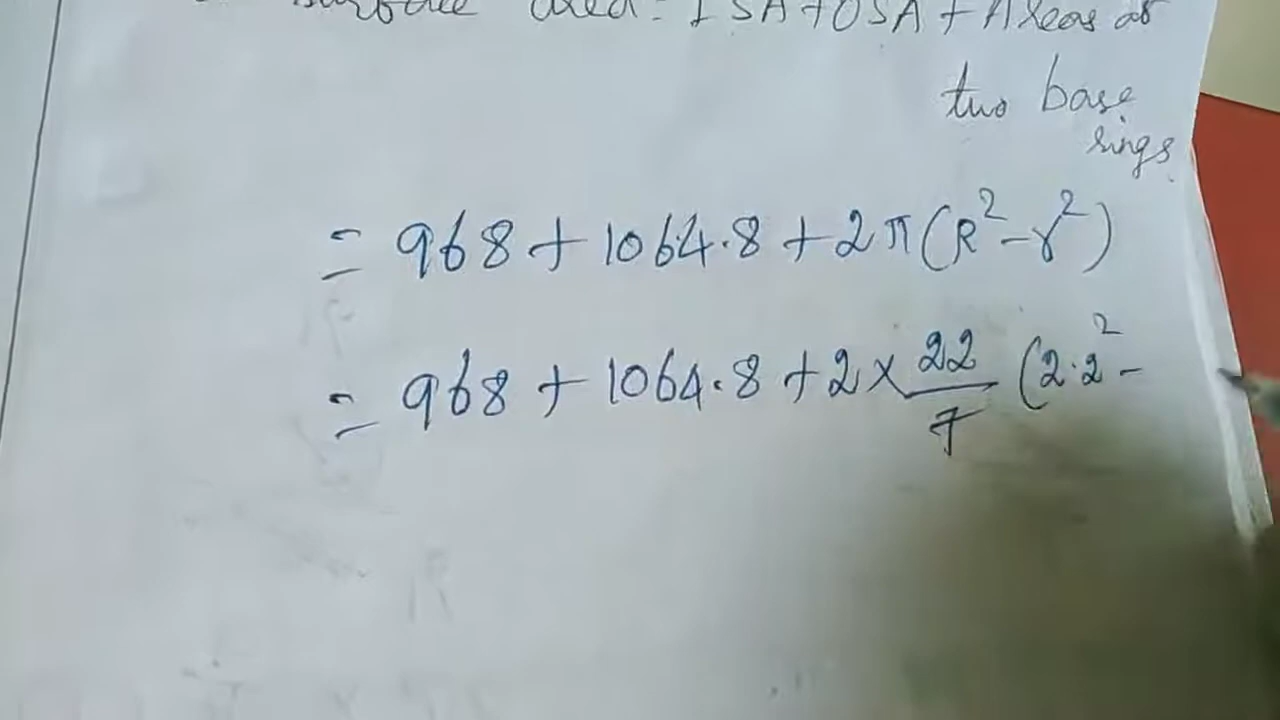 surface area = ISA + OSA + Areas of
two base
rings.
= 968 + 1064.8 + 2π(R² - r²)
= 968 + 1064.8 + 2 × 22/7 (2.2² -